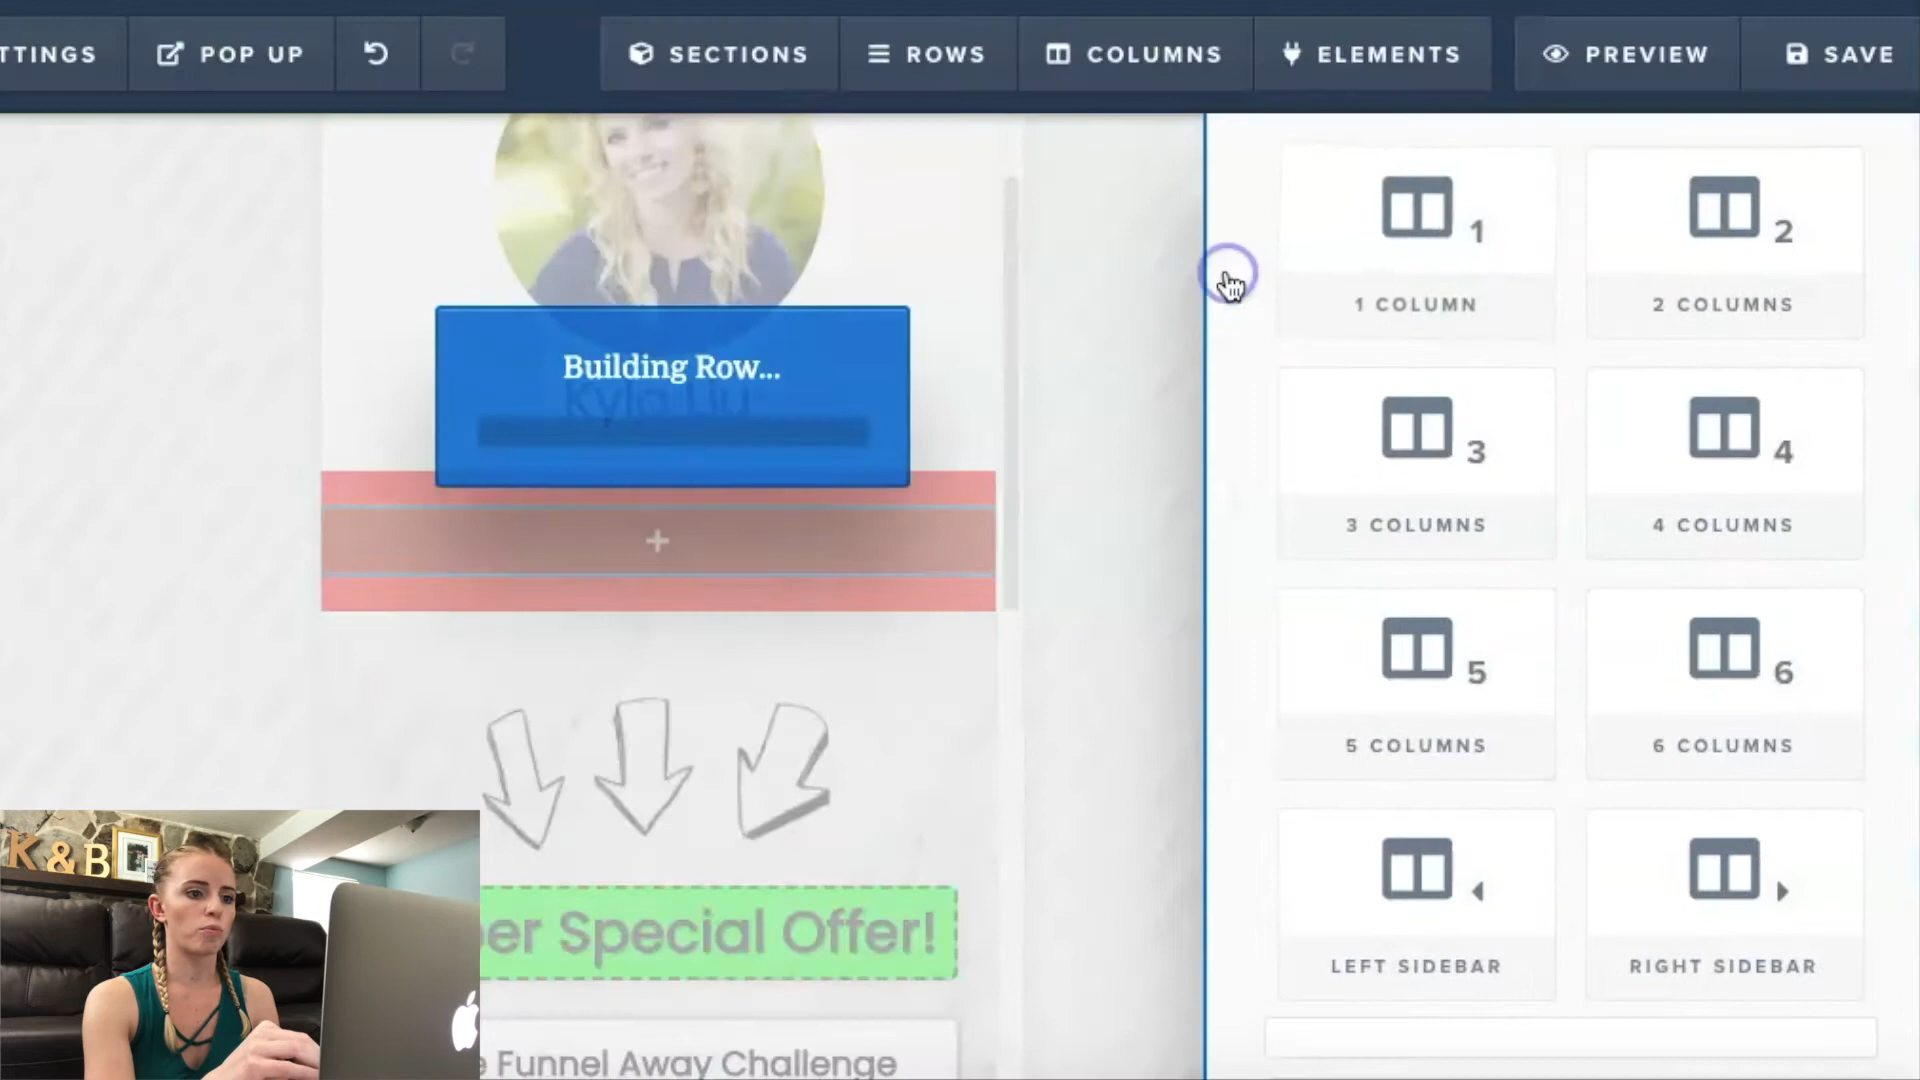 TTINGS
POP UP
SECTIONS
ROWS
COLUMNS
ELEMENTS
PREVIEW
SAVE
1
2
1 COLUMN
2 COLUMNS
Building Row...
Kyla Liu
3
4
3 COLUMNS
4 COLUMNS
+
5
6
5 COLUMNS
6 COLUMNS
K & B
LEFT SIDEBAR
RIGHT SIDEBAR
er Special Offer!
e Funnel Away Challenge